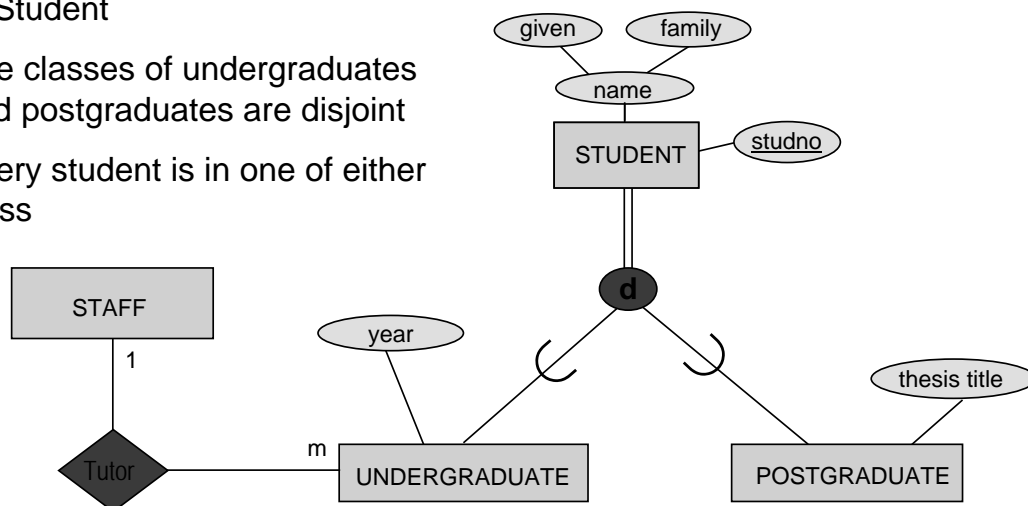 Student
e classes of undergraduates
d postgraduates are disjoint
ery student is in one of either
ss
given
family
name
STUDENT
studno
d
STAFF
1
year
thesis title
Tutor
m
UNDERGRADUATE
POSTGRADUATE